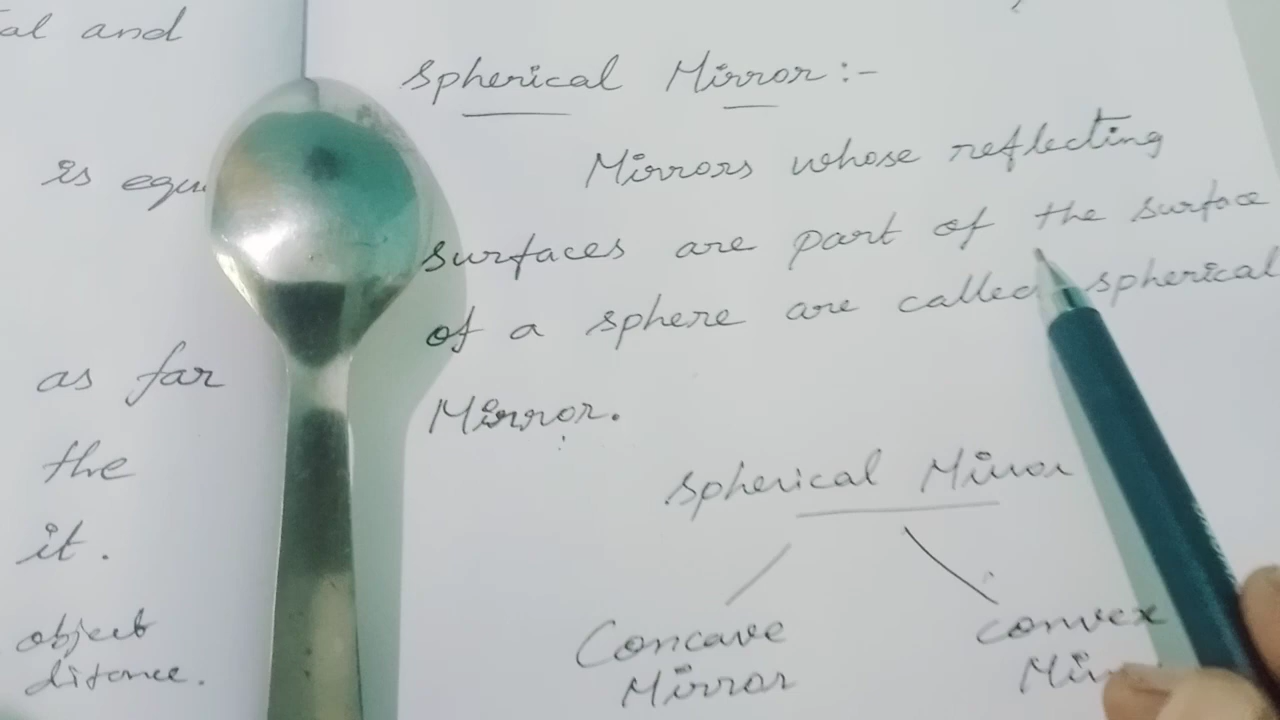 al and
is equ
as far
the
it.
object
distance.
Spherical Mirror :-
Mirrors whose reflecting
surfaces are part of the surface
of a sphere are called spherical
Mirror.
Spherical Mirror
Concave
Mirror
Convex
Mir